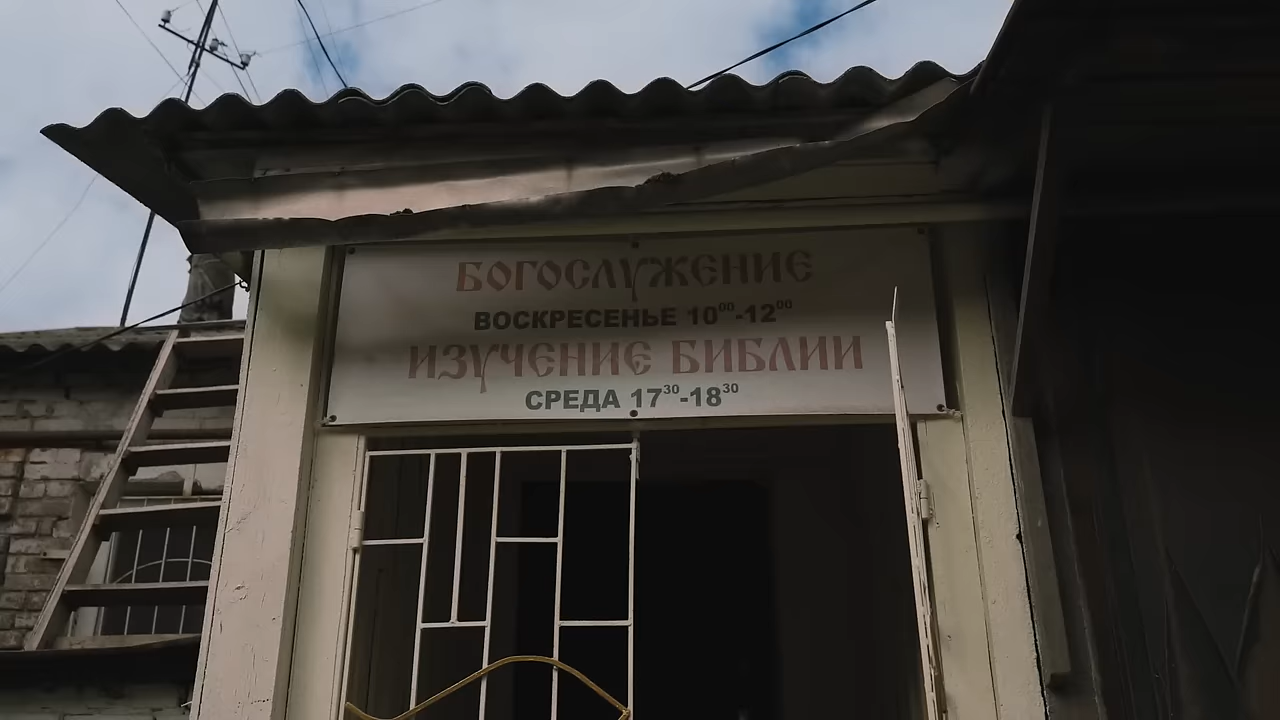 БОГОСЛУЖЕНИЕ
ВОСКРЕСЕНЬЕ 10⁰⁰-12⁰⁰
ИЗУЧЕНИЕ БИБЛИИ
СРЕДА 17³⁰-18³⁰